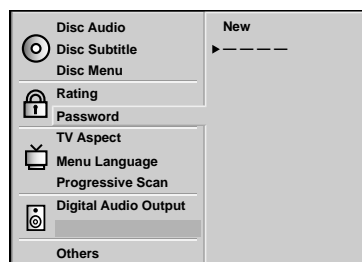 Disc Audio
Disc Subtitle
Disc Menu
Rating
Password
TV Aspect
Menu Language
Progressive Scan
Digital Audio Output
Others
New
– – – –